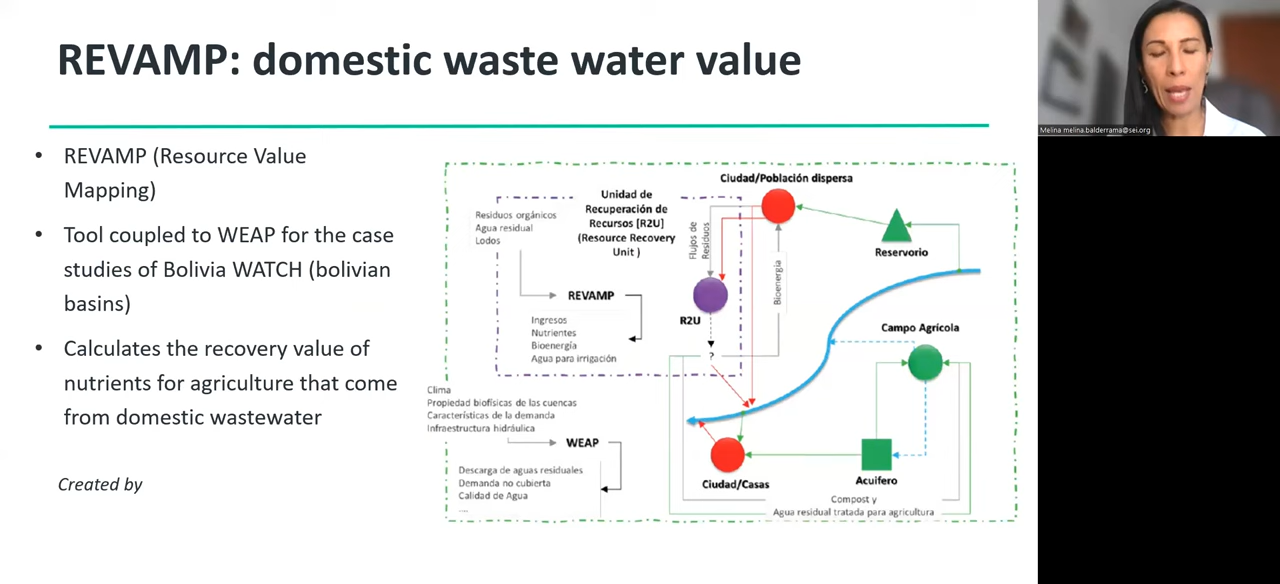 REVAMP: domestic waste water value
Melina melina.balderrama@sei.org
• REVAMP (Resource Value
Mapping)
• Tool coupled to WEAP for the case
studies of Bolivia WATCH (bolivian
basins)
• Calculates the recovery value of
nutrients for agriculture that come
from domestic wastewater
Created by
Ciudad/Población dispersa
Unidad de
Recuperación de
Recursos [R2U]
(Resource Recovery
Unit )
Residuos orgánicos
Agua residual
Lodos
Flujos de
Residuos
Reservorio
Bioenergía
REVAMP
R2U
Ingresos
Nutrientes
Bioenergía
Agua para irrigación
?
Campo Agrícola
Clima
Propiedad biofísicas de las cuencas
Características de la demanda
Infraestructura hidráulica
WEAP
Descarga de aguas residuales
Demanda no cubierta
Calidad de Agua
....
Ciudad/Casas
Acuifero
Compost y
Agua residual tratada para agricultura